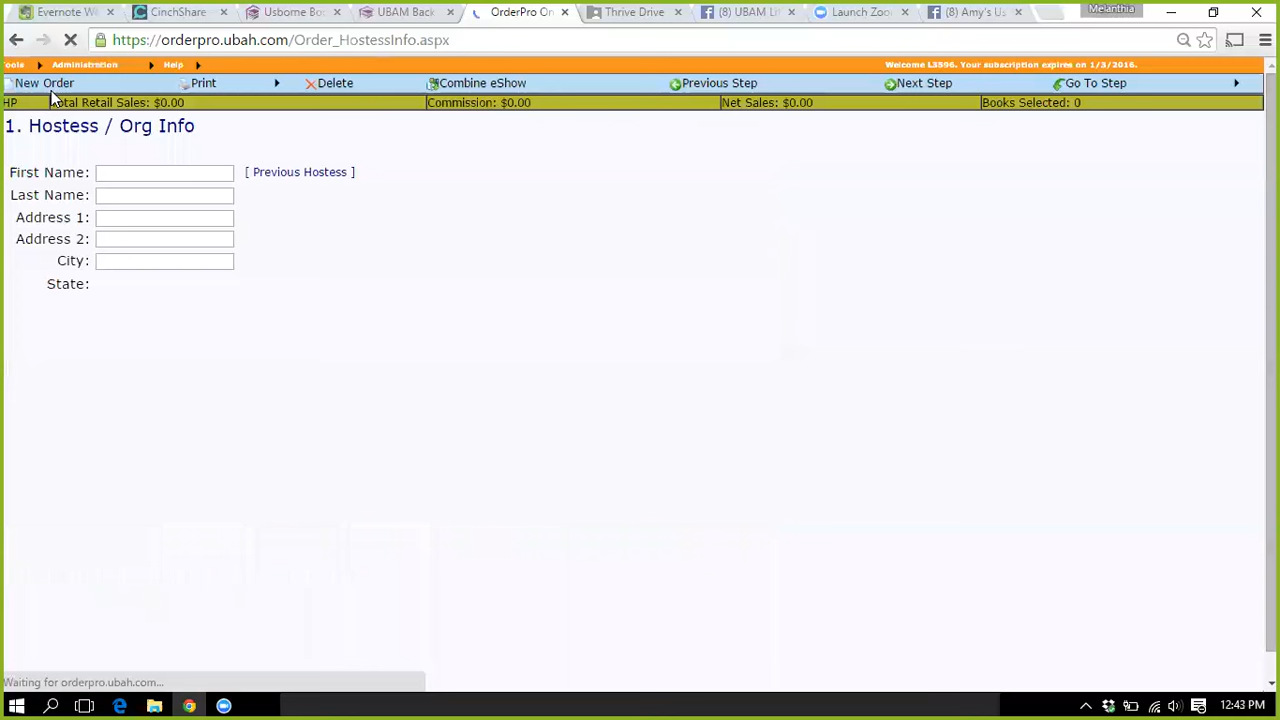 Evernote W
CinchShare
Usborne Bo
UBAM Back
OrderPro On
Thrive Drive
(8) UBAM Li
Launch Zoo
(8) Amy's Us
Melanthia
https://orderpro.ubah.com/Order_HostessInfo.aspx
Tools Administration Help Welcome L3596. Your subscription expires on 1/3/2016.
New Order Print Delete Combine eShow Previous Step Next Step Go To Step
HP Total Retail Sales: $0.00 Commission: $0.00 Net Sales: $0.00 Books Selected: 0
1. Hostess / Org Info
First Name: [ Previous Hostess ]
Last Name:
Address 1:
Address 2:
City:
State:
Waiting for orderpro.ubah.com...
12:43 PM